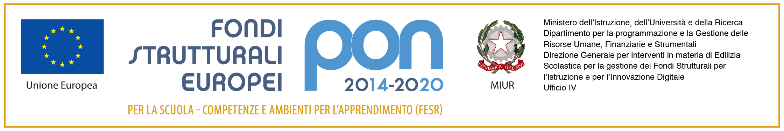 Unione Europea
FONDI
STRUTTURALI
EUROPEI
pon
2014-2020
PER LA SCUOLA - COMPETENZE E AMBIENTI PER L'APPRENDIMENTO (FESR)
MIUR
Ministero dell'Istruzione, dell'Università e della Ricerca
Dipartimento per la programmazione e la Gestione delle
Risorse Umane, Finanziarie e Strumentali
Direzione Generale per interventi in materia di Edilizia
Scolastica per la gestione dei Fondi Strutturali per
l'Istruzione e per l'Innovazione Digitale
Ufficio IV